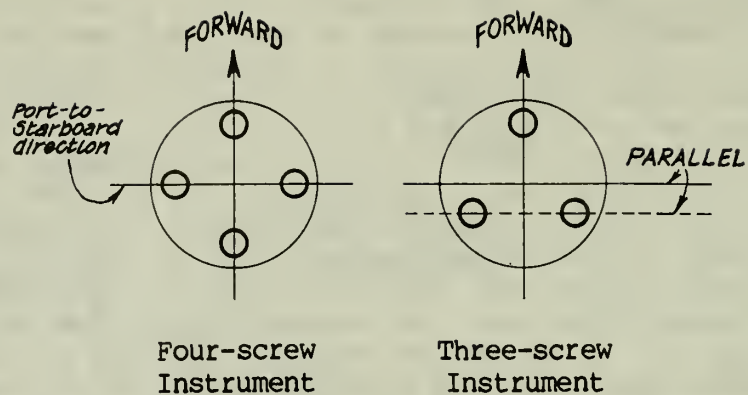 FORWARD
FORWARD
Port-to-
Starboard
direction
PARALLEL
Four-screw
Instrument
Three-screw
Instrument